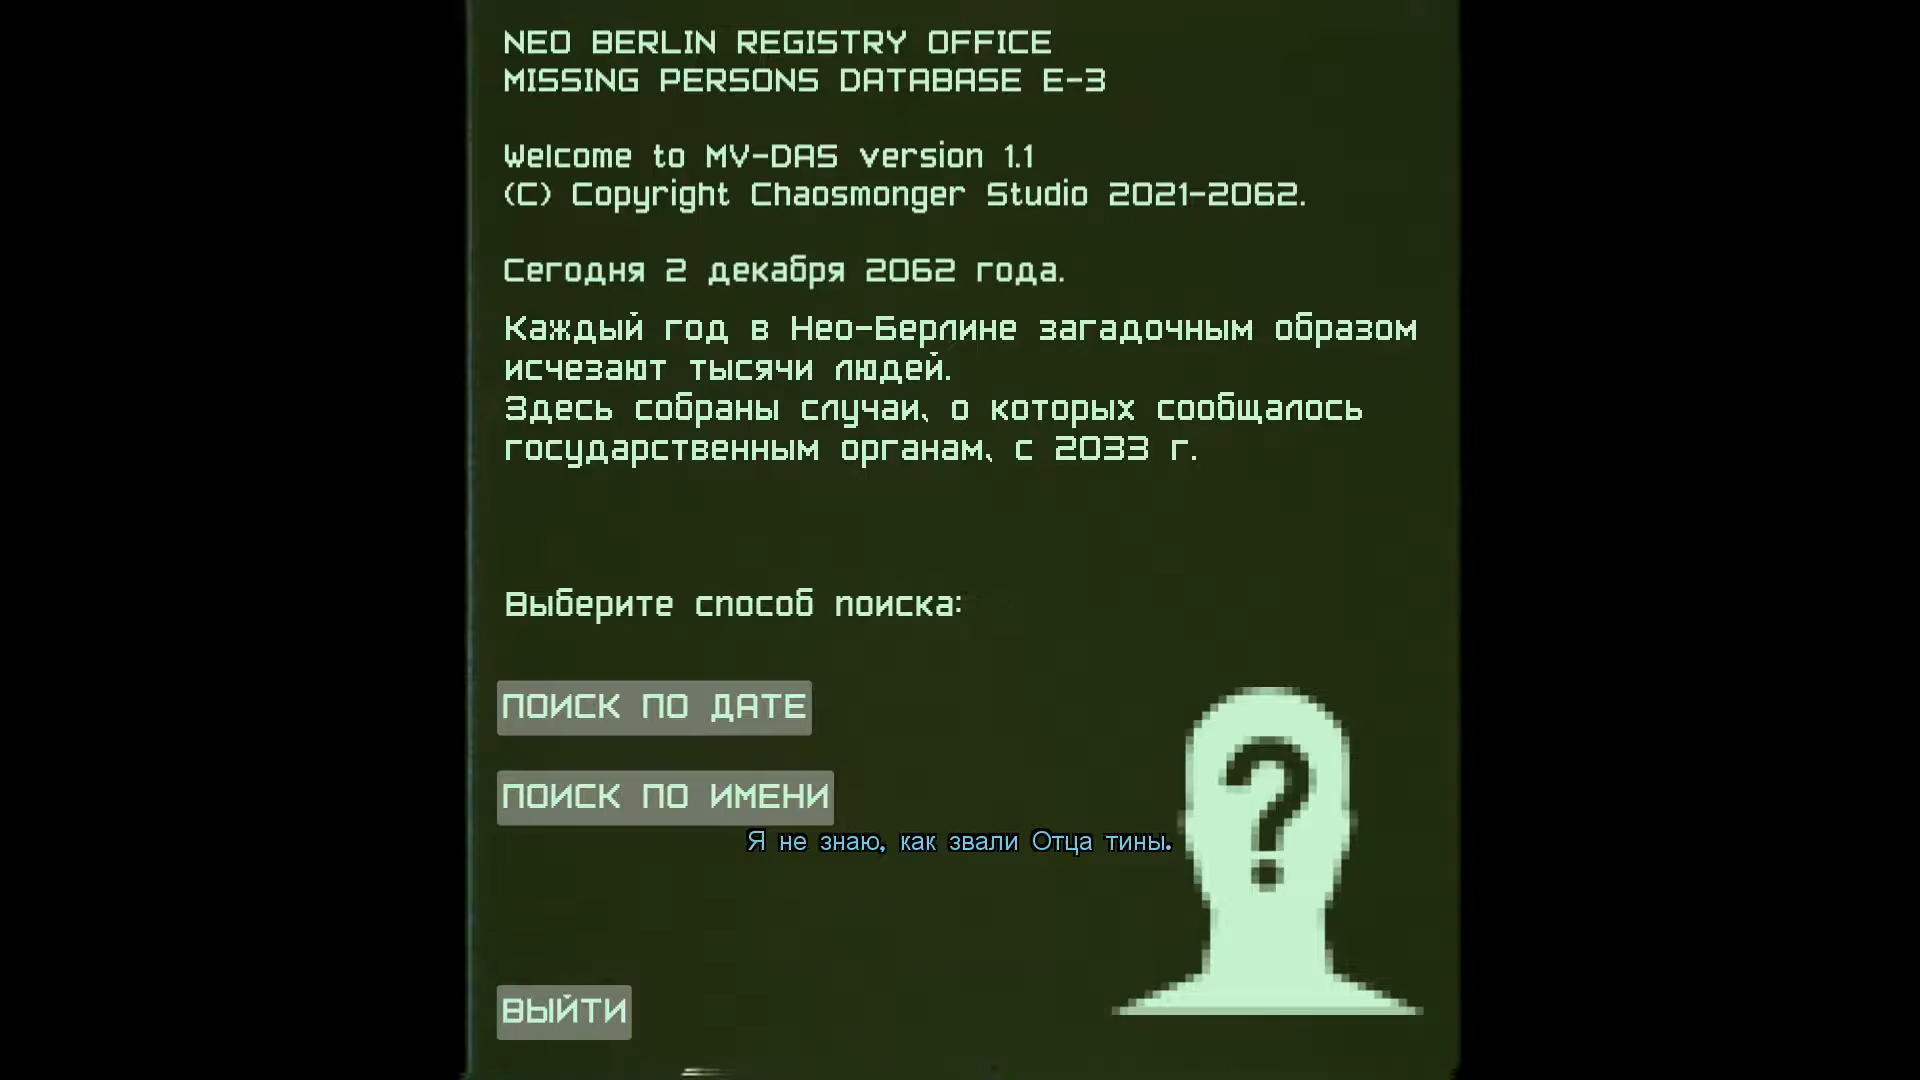 NEO BERLIN REGISTRY OFFICE
MISSING PERSONS DATABASE E-3
Welcome to MV-DAS version 1.1
(C) Copyright Chaosmonger Studio 2021-2062.
Сегодня 2 декабря 2062 года.
Каждый год в Нео-Берлине загадочным образом
исчезают тысячи людей.
Здесь собраны случаи, о которых сообщалось
государственным органам, с 2033 г.
Выберите способ поиска:
ПОИСК ПО ДАТЕ
ПОИСК ПО ИМЕНИ
Я не знаю, как звали Отца тины.
ВЫЙТИ